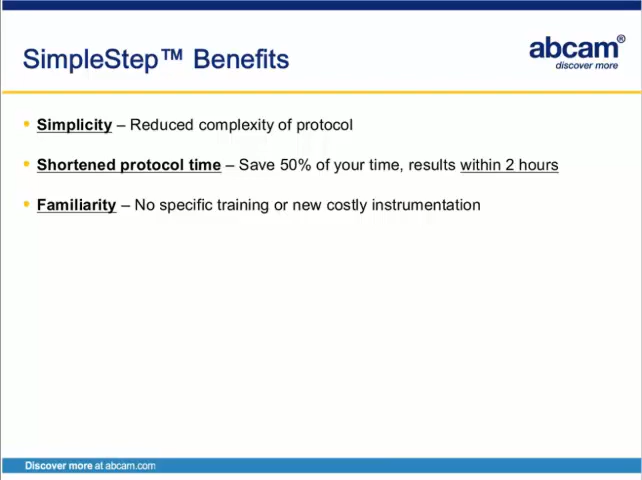 SimpleStep™ Benefits
abcam®
discover more
• Simplicity – Reduced complexity of protocol
• Shortened protocol time – Save 50% of your time, results within 2 hours
• Familiarity – No specific training or new costly instrumentation
Discover more at abcam.com